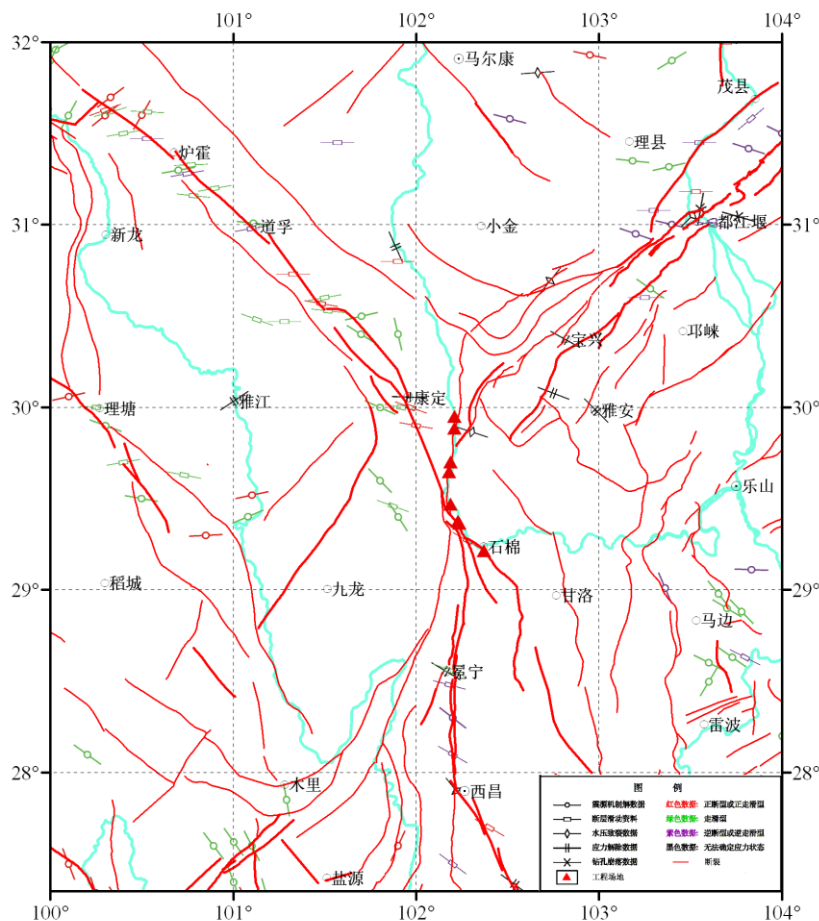 101° 102° 103° 104°
32°
马尔康
茂县
理县
炉霍
31°
31°
新龙
道孚
小金
都江堰
宝兴
邛崃
30°
30°
理塘
雅江
康定
雅安
乐山
石棉
29°
29°
稻城
九龙
甘洛
马边
冕宁
雷波
28°
28°
木里
西昌
盐源
图 例
震源机制解数据 红色数据: 正断型或正走滑型
断层滑动资料 绿色数据: 走滑型
水压致裂数据 紫色数据: 逆断型或逆走滑型
应力解除数据 黑色数据: 无法确定应力状态
钻孔崩落数据 断裂
工程场地
100° 101° 102° 103° 104°